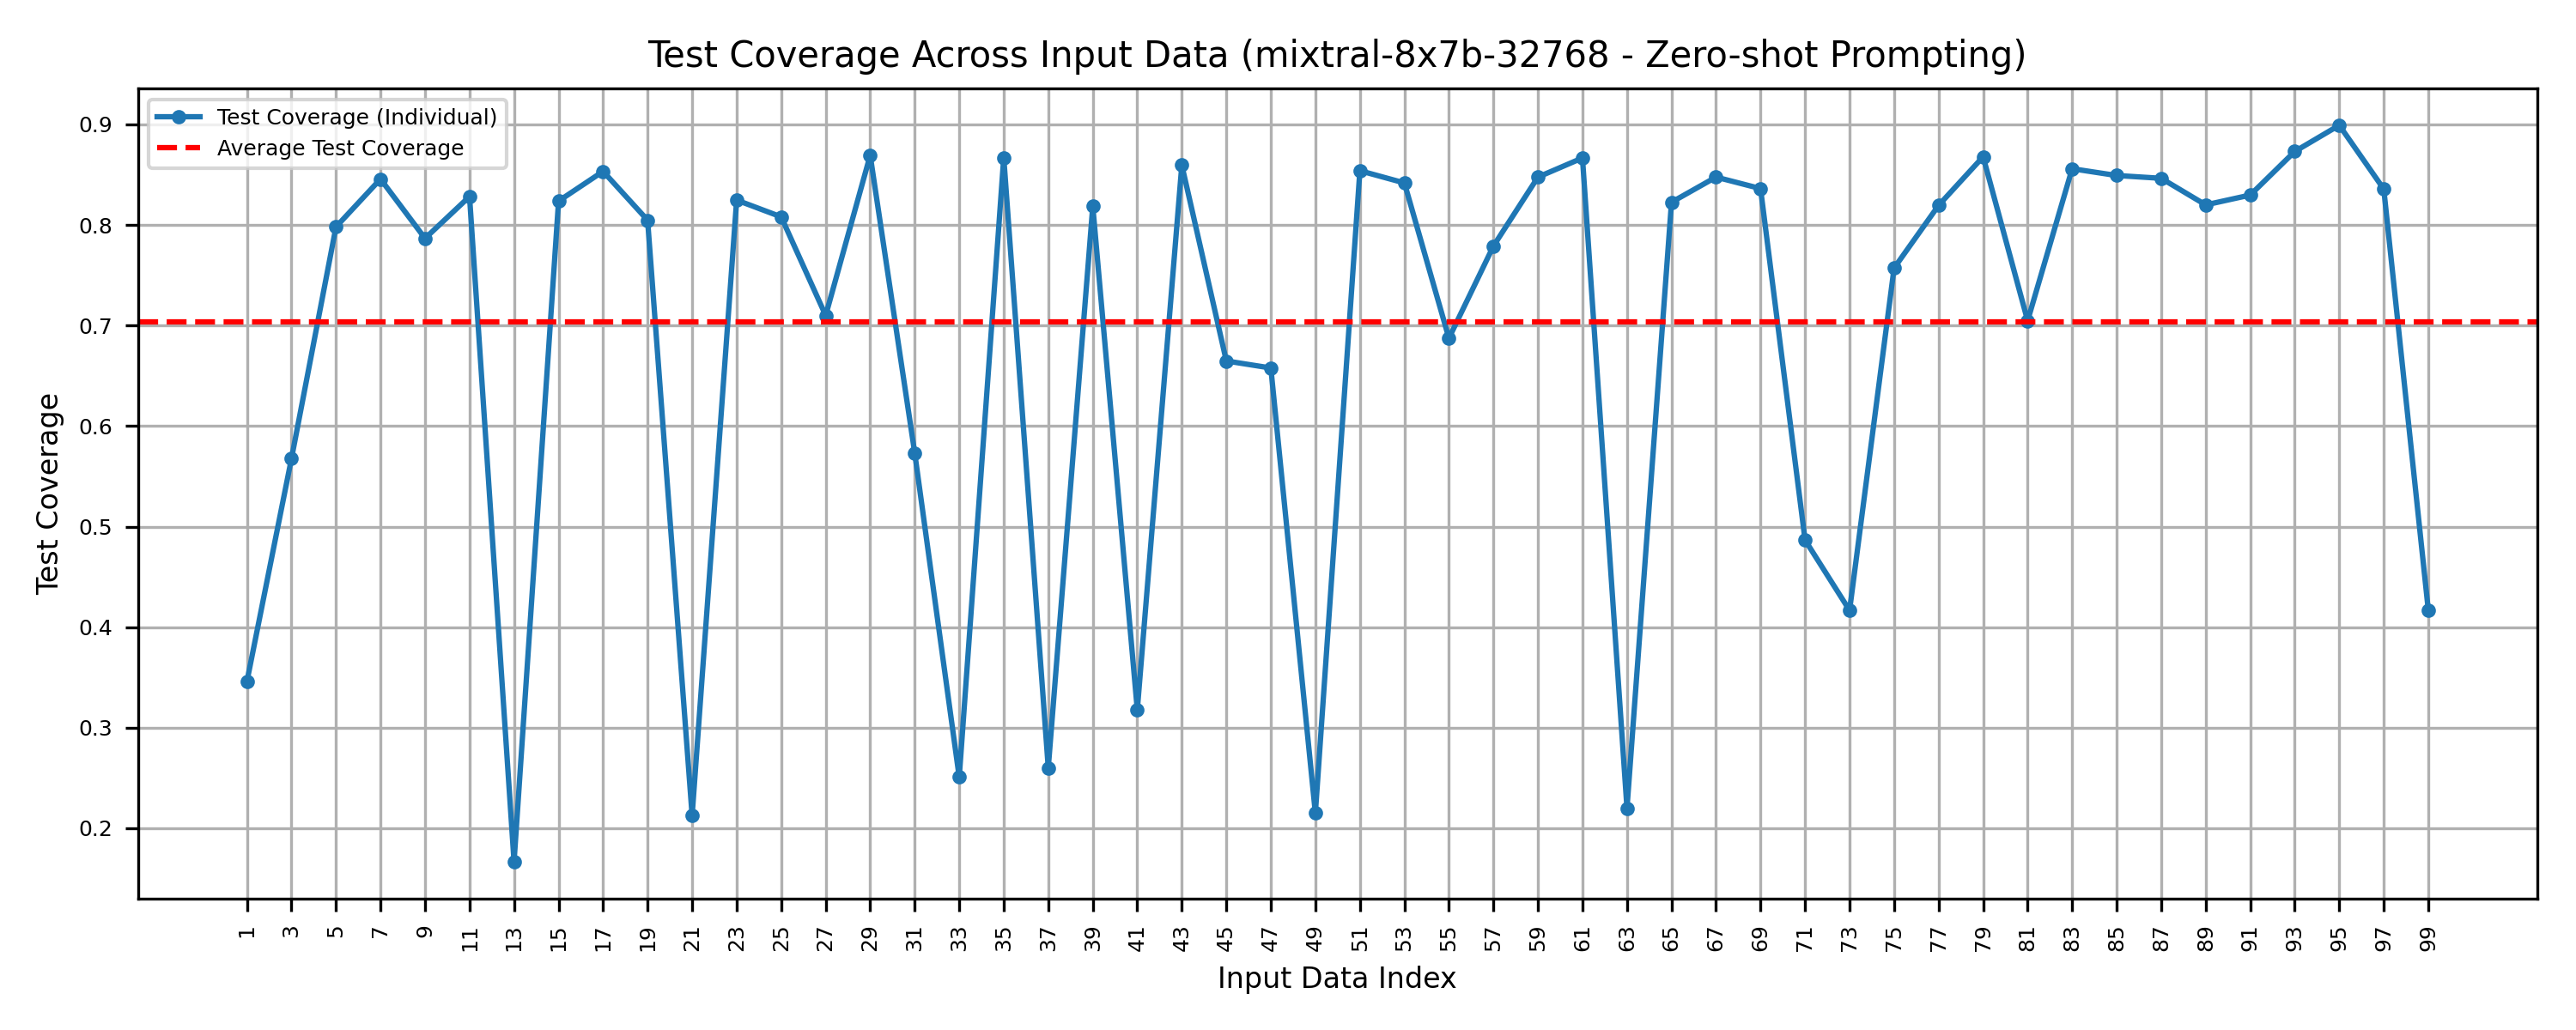 Test Coverage Across Input Data (mixtral-8x7b-32768 - Zero-shot Prompting)
Test Coverage (Individual)
Average Test Coverage
Test Coverage
0.9
0.8
0.7
0.6
0.5
0.4
0.3
0.2
1 3 5 7 9 11 13 15 17 19 21 23 25 27 29 31 33 35 37 39 41 43 45 47 49 51 53 55 57 59 61 63 65 67 69 71 73 75 77 79 81 83 85 87 89 91 93 95 97 99
Input Data Index